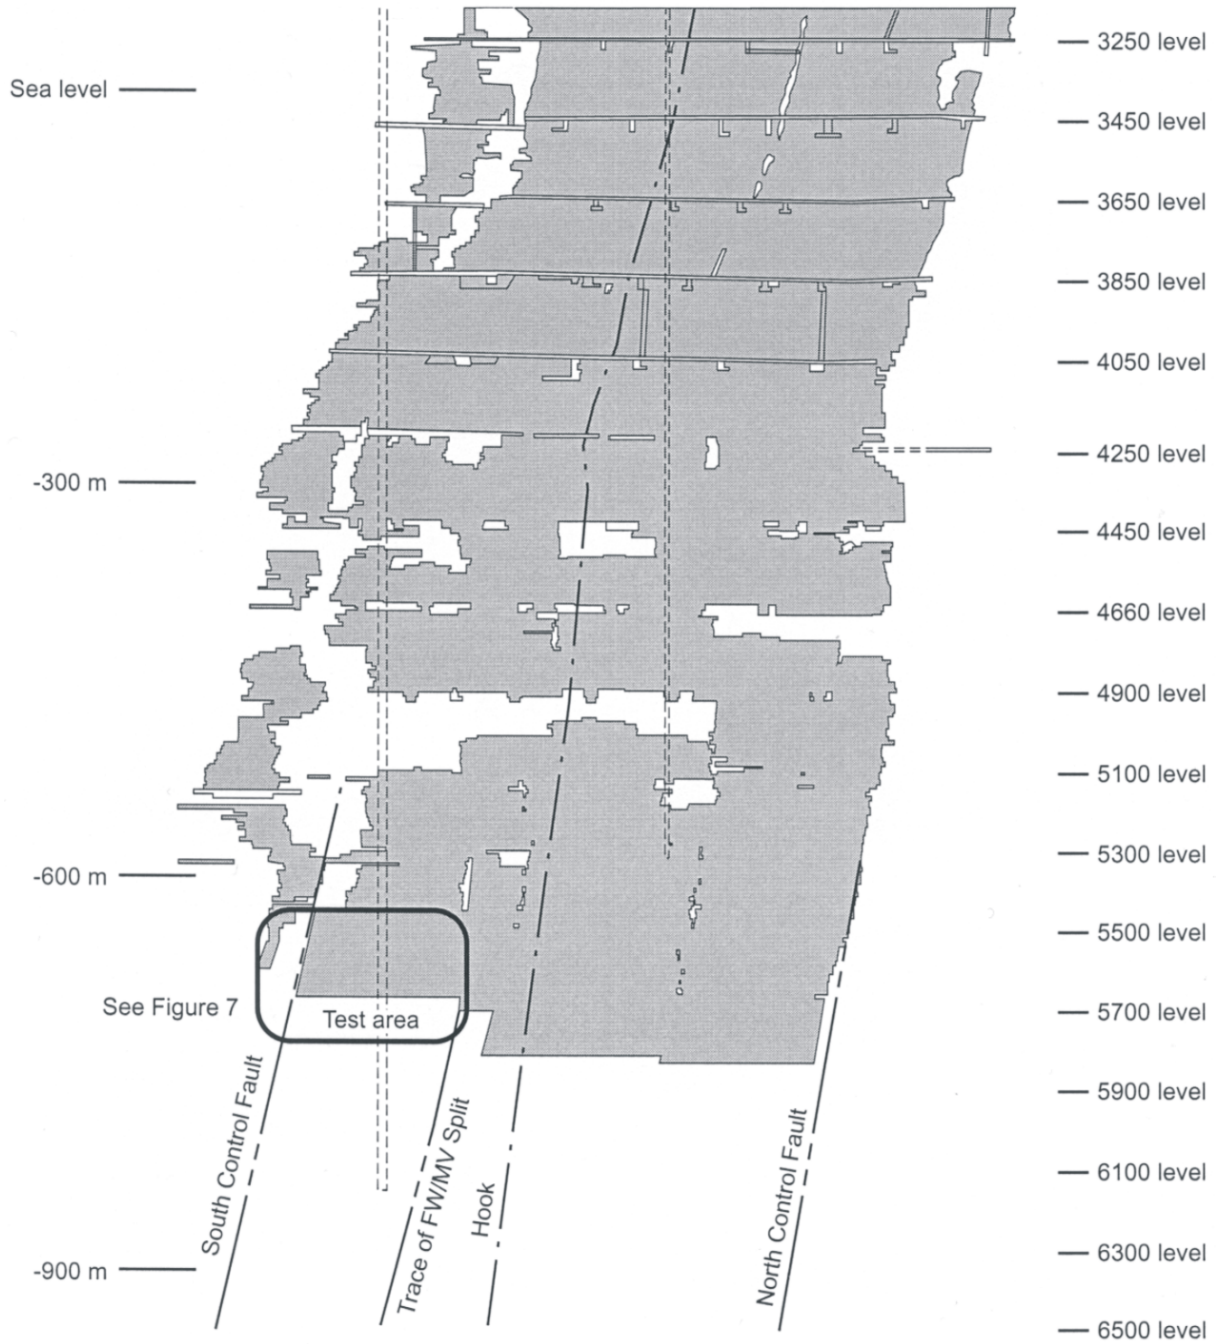 3250 level
Sea level
3450 level
3650 level
3850 level
4050 level
4250 level
-300 m
4450 level
4660 level
4900 level
5100 level
5300 level
-600 m
5500 level
See Figure 7
Test area
5700 level
5900 level
South Control Fault
Trace of FW/MV Split
Hook
North Control Fault
6100 level
6300 level
-900 m
6500 level